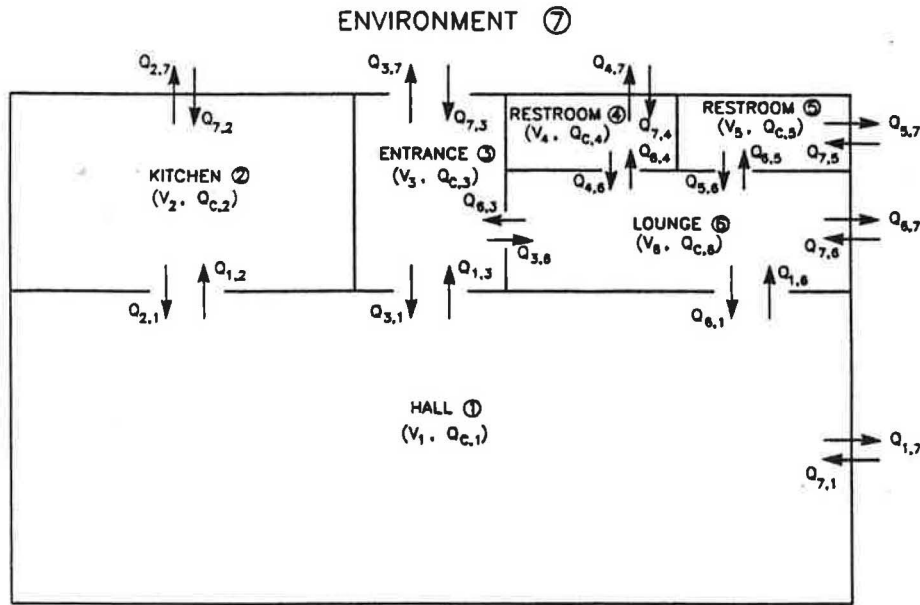 ENVIRONMENT ⑦
Q2,7
Q3,7
Q4,7
Q7,2
Q7,3
RESTROOM ④
(V4, QC,4)
Q7,4
RESTROOM ⑤
(V5, QC,5)
Q5,7
KITCHEN ②
(V2, QC,2)
ENTRANCE ③
(V3, QC,3)
Q4,6
Q6,4
Q5,6
Q6,5
Q7,5
Q6,3
Q3,6
LOUNGE ⑥
(V6, QC,6)
Q6,7
Q7,6
Q2,1
Q1,2
Q3,1
Q1,3
Q6,1
Q1,6
HALL ①
(V1, QC,1)
Q1,7
Q7,1